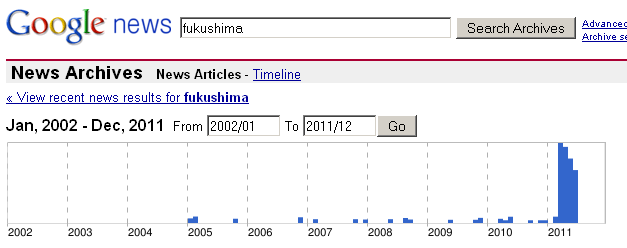 Google news fukushima Search Archives Advanced
Archive se
News Archives News Articles - Timeline
« View recent news results for fukushima
Jan, 2002 - Dec, 2011 From 2002/01 To 2011/12 Go
2002 2003 2004 2005 2006 2007 2008 2009 2010 2011